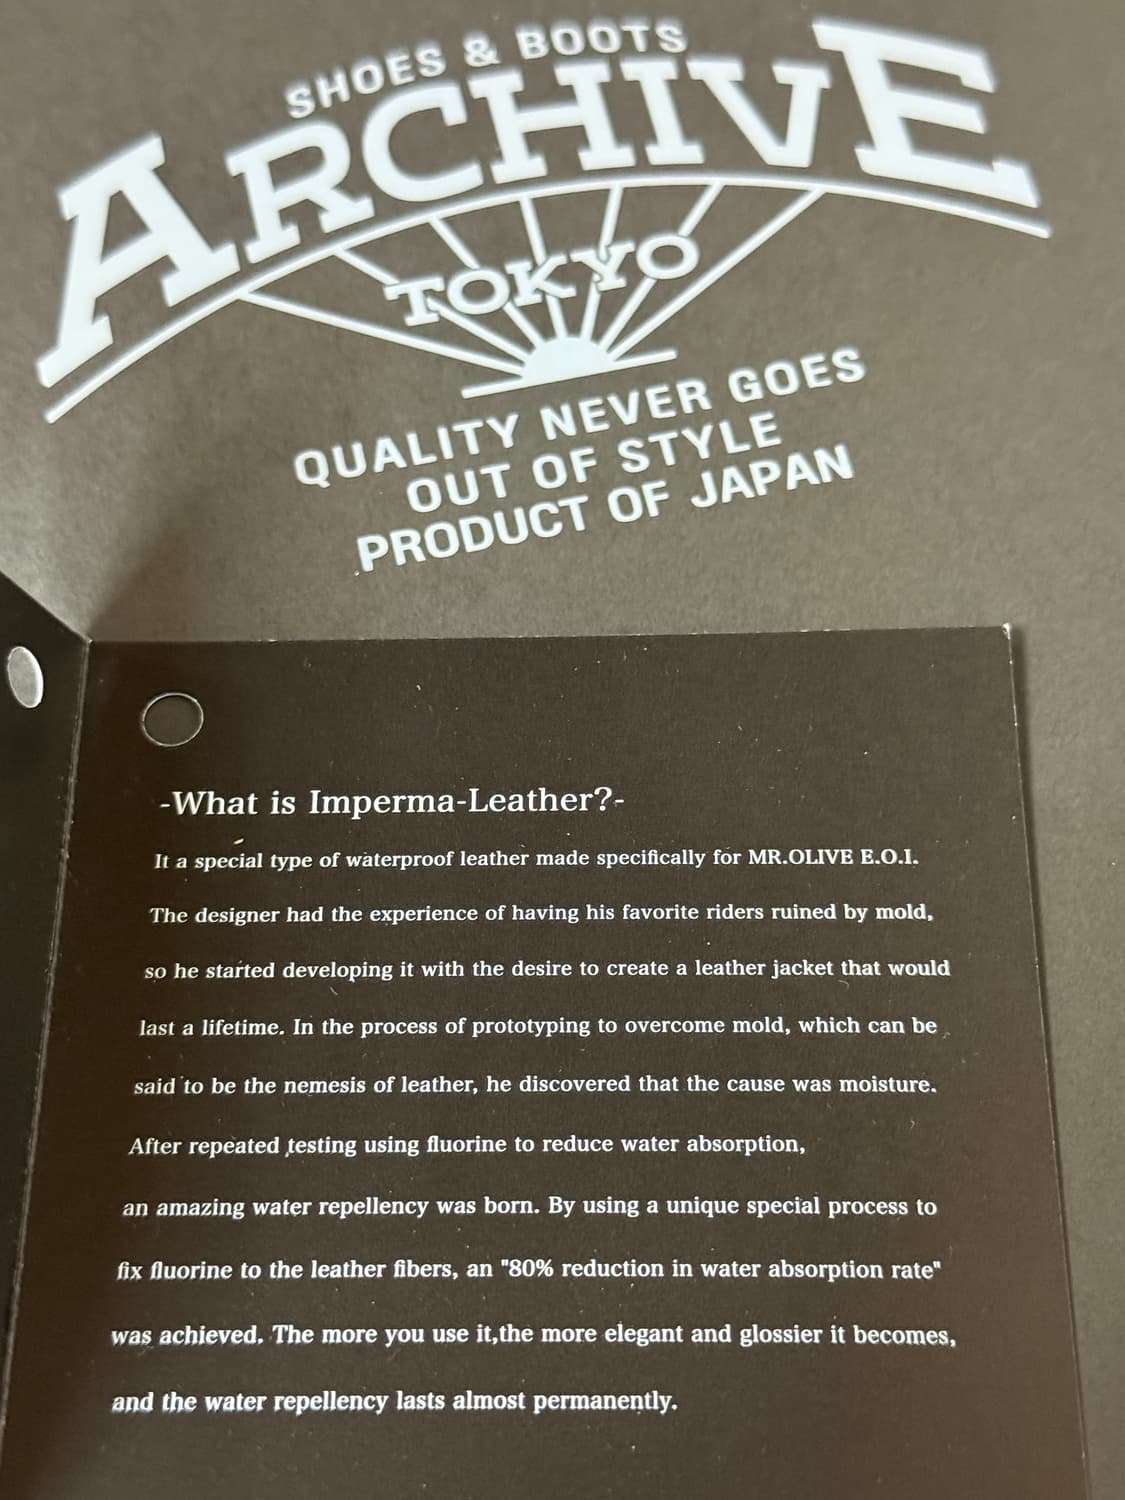 SHOES & BOOTS
ARCHIVE
TOKYO
QUALITY NEVER GOES
OUT OF STYLE
PRODUCT OF JAPAN
-What is Imperma-Leather?-
It a special type of waterproof leather made specifically for MR.OLIVE E.O.I.
The designer had the experience of having his favorite riders ruined by mold,
so he started developing it with the desire to create a leather jacket that would
last a lifetime. In the process of prototyping to overcome mold, which can be
said to be the nemesis of leather, he discovered that the cause was moisture.
After repeated testing using fluorine to reduce water absorption,
an amazing water repellency was born. By using a unique special process to
fix fluorine to the leather fibers, an "80% reduction in water absorption rate"
was achieved. The more you use it,the more elegant and glossier it becomes,
and the water repellency lasts almost permanently.